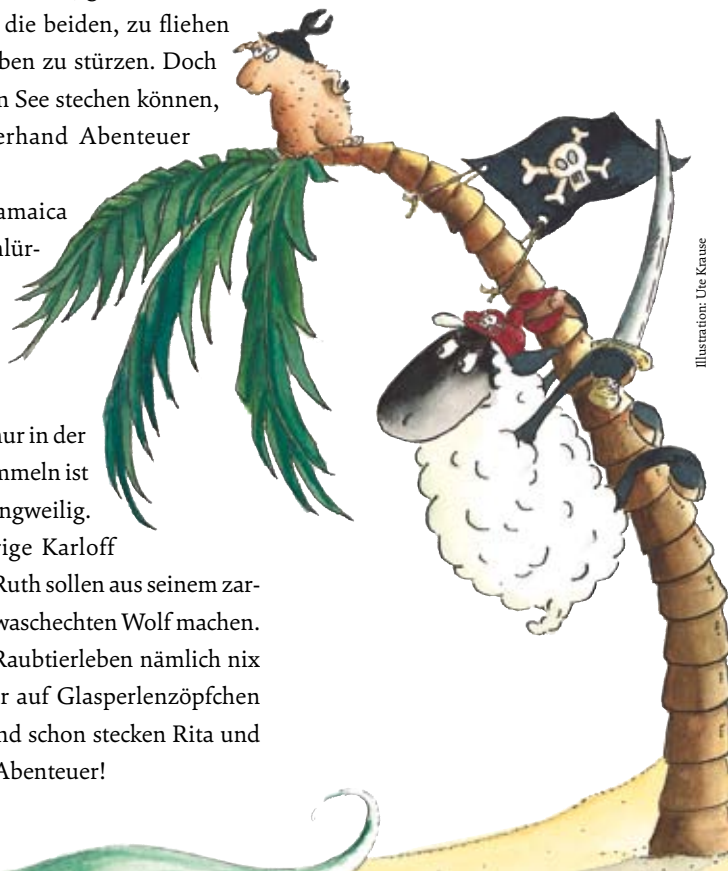 die beiden, zu fliehen
ben zu stürzen. Doch
n See stechen können,
erhand Abenteuer
amaica
lür-
nur in der
mmeln ist
ngweilig.
rige Karloff
Ruth sollen aus seinem zar-
waschechten Wolf machen.
Raubtierleben nämlich nix
r auf Glasperlenzöpfchen
nd schon stecken Rita und
Abenteuer!
Illustration: Ute Krause